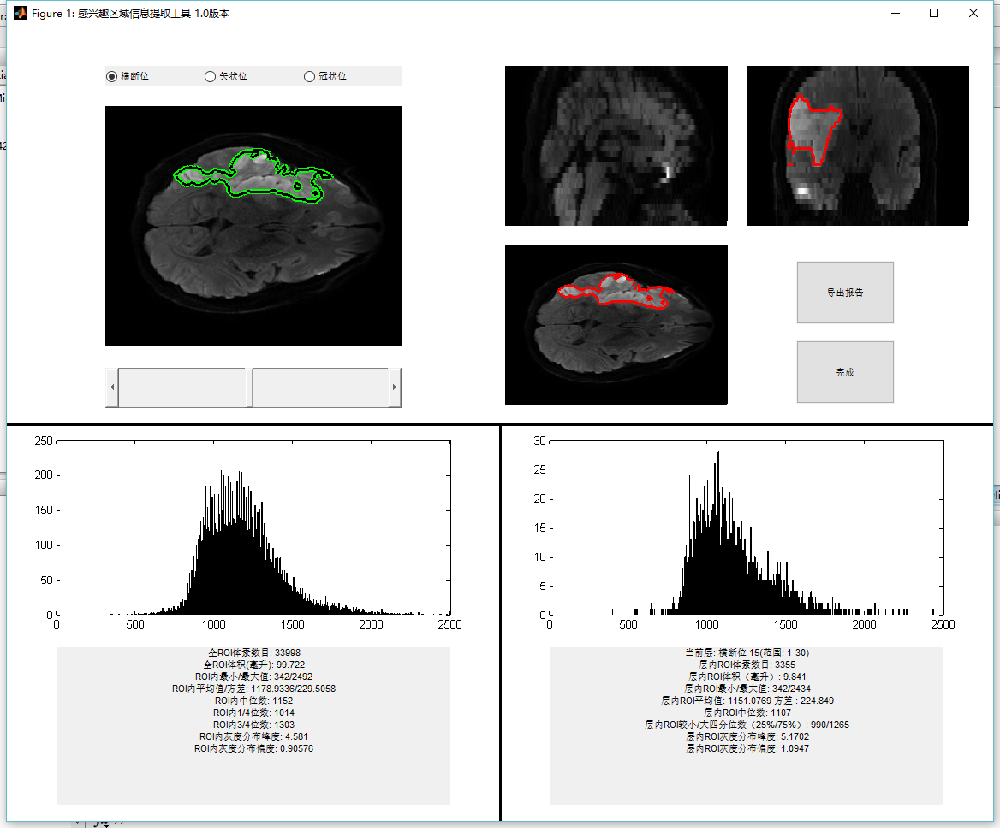 Figure 1: 感兴趣区域信息提取工具 1.0版本
横断位 矢状位 冠状位
导出报告
完成
250
200
150
100
50
0
0 500 1000 1500 2000 2500
30
25
20
15
10
5
0
0 500 1000 1500 2000 2500
全ROI体素数目: 33998
全ROI体积(毫升): 99.722
ROI内最小/最大值: 342/2492
ROI内平均值/方差: 1178.9336/229.5058
ROI内中位数: 1152
ROI内1/4位数: 1014
ROI内3/4位数: 1303
ROI内灰度分布峰度: 4.581
ROI内灰度分布偏度: 0.90576
当前层: 横断位 15(范围: 1-30)
层内ROI体素数目: 3355
层内ROI体积（毫升）: 9.841
层内ROI最小/最大值: 342/2434
层内ROI平均值: 1151.0769 方差 : 224.849
层内ROI中位数: 1107
层内ROI较小/大四分位数（25%/75%）: 990/1265
层内ROI灰度分布峰度: 5.1702
层内ROI灰度分布偏度: 1.0947